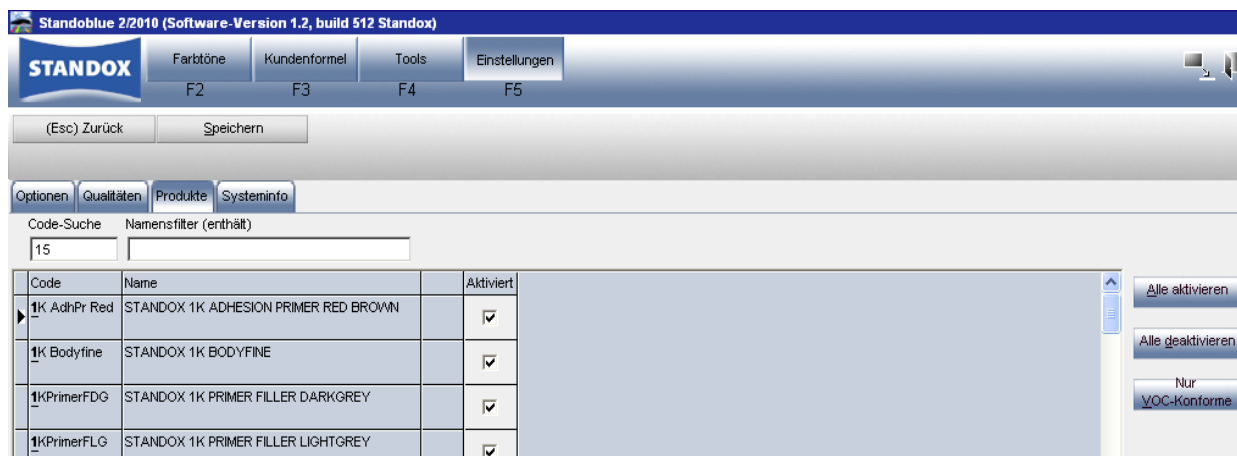 Standoblue 2/2010 (Software-Version 1.2, build 512 Standox)
STANDOX
Farbtöne Kundenformel Tools Einstellungen
F2 F3 F4 F5
(Esc) Zurück Speichern
Optionen Qualitäten Produkte Systeminfo
Code-Suche Namensfilter (enthält)
15
Code Name Aktiviert
1K AdhPr Red STANDOX 1K ADHESION PRIMER RED BROWN
1K Bodyfine STANDOX 1K BODYFINE
1KPrimerFDG STANDOX 1K PRIMER FILLER DARKGREY
1KPrimerFLG STANDOX 1K PRIMER FILLER LIGHTGREY
Alle aktivieren
Alle deaktivieren
Nur
VOC-Konforme